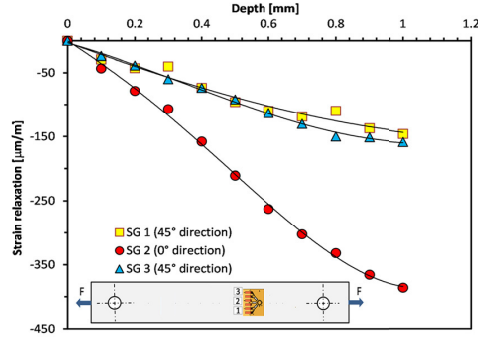 Depth [mm]
0 0.2 0.4 0.6 0.8 1 1.2
-50
-150
-250
-350
-450
Strain relaxation [µm/m]
SG 1 (45° direction)
SG 2 (0° direction)
SG 3 (45° direction)
F
F
3
2
1